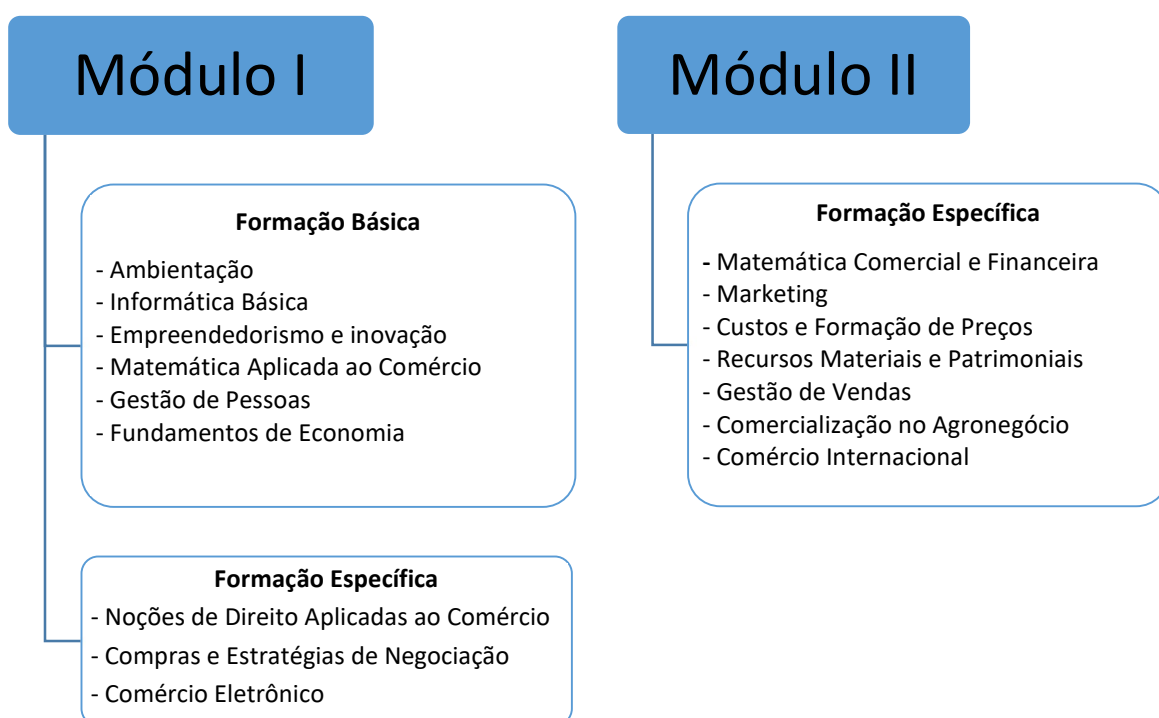 Módulo I
Formação Básica
- Ambientação
- Informática Básica
- Empreendedorismo e inovação
- Matemática Aplicada ao Comércio
- Gestão de Pessoas
- Fundamentos de Economia
Formação Específica
- Noções de Direito Aplicadas ao Comércio
- Compras e Estratégias de Negociação
- Comércio Eletrônico
Módulo II
Formação Específica
- Matemática Comercial e Financeira
- Marketing
- Custos e Formação de Preços
- Recursos Materiais e Patrimoniais
- Gestão de Vendas
- Comercialização no Agronegócio
- Comércio Internacional